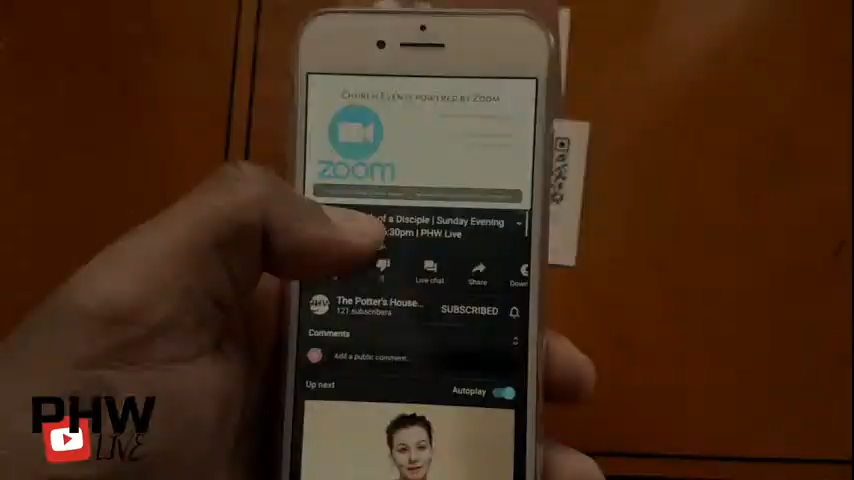 CHURCH EVENTS POWERED BY ZOOM
zoom
of a Disciple | Sunday Evening
6:30pm | PHW Live
Live chat
Share
The Potter's House...
121 subscribers
SUBSCRIBED
Comments
Add a public comment...
Up next
Autoplay
PHW
LIVE